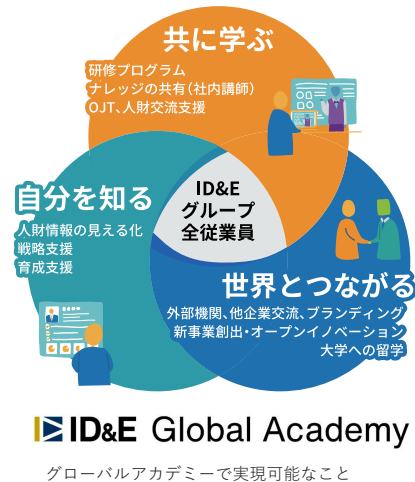 共に学ぶ
研修プログラム
ナレッジの共有（社内講師）
OJT、人財交流支援
自分を知る
人財情報の見える化
戦略支援
育成支援
ID&E
グループ
全従業員
世界とつながる
外部機関、他企業交流、ブランディング
新事業創出・オープンイノベーション
大学への留学
ID&E Global Academy
グローバルアカデミーで実現可能なこと